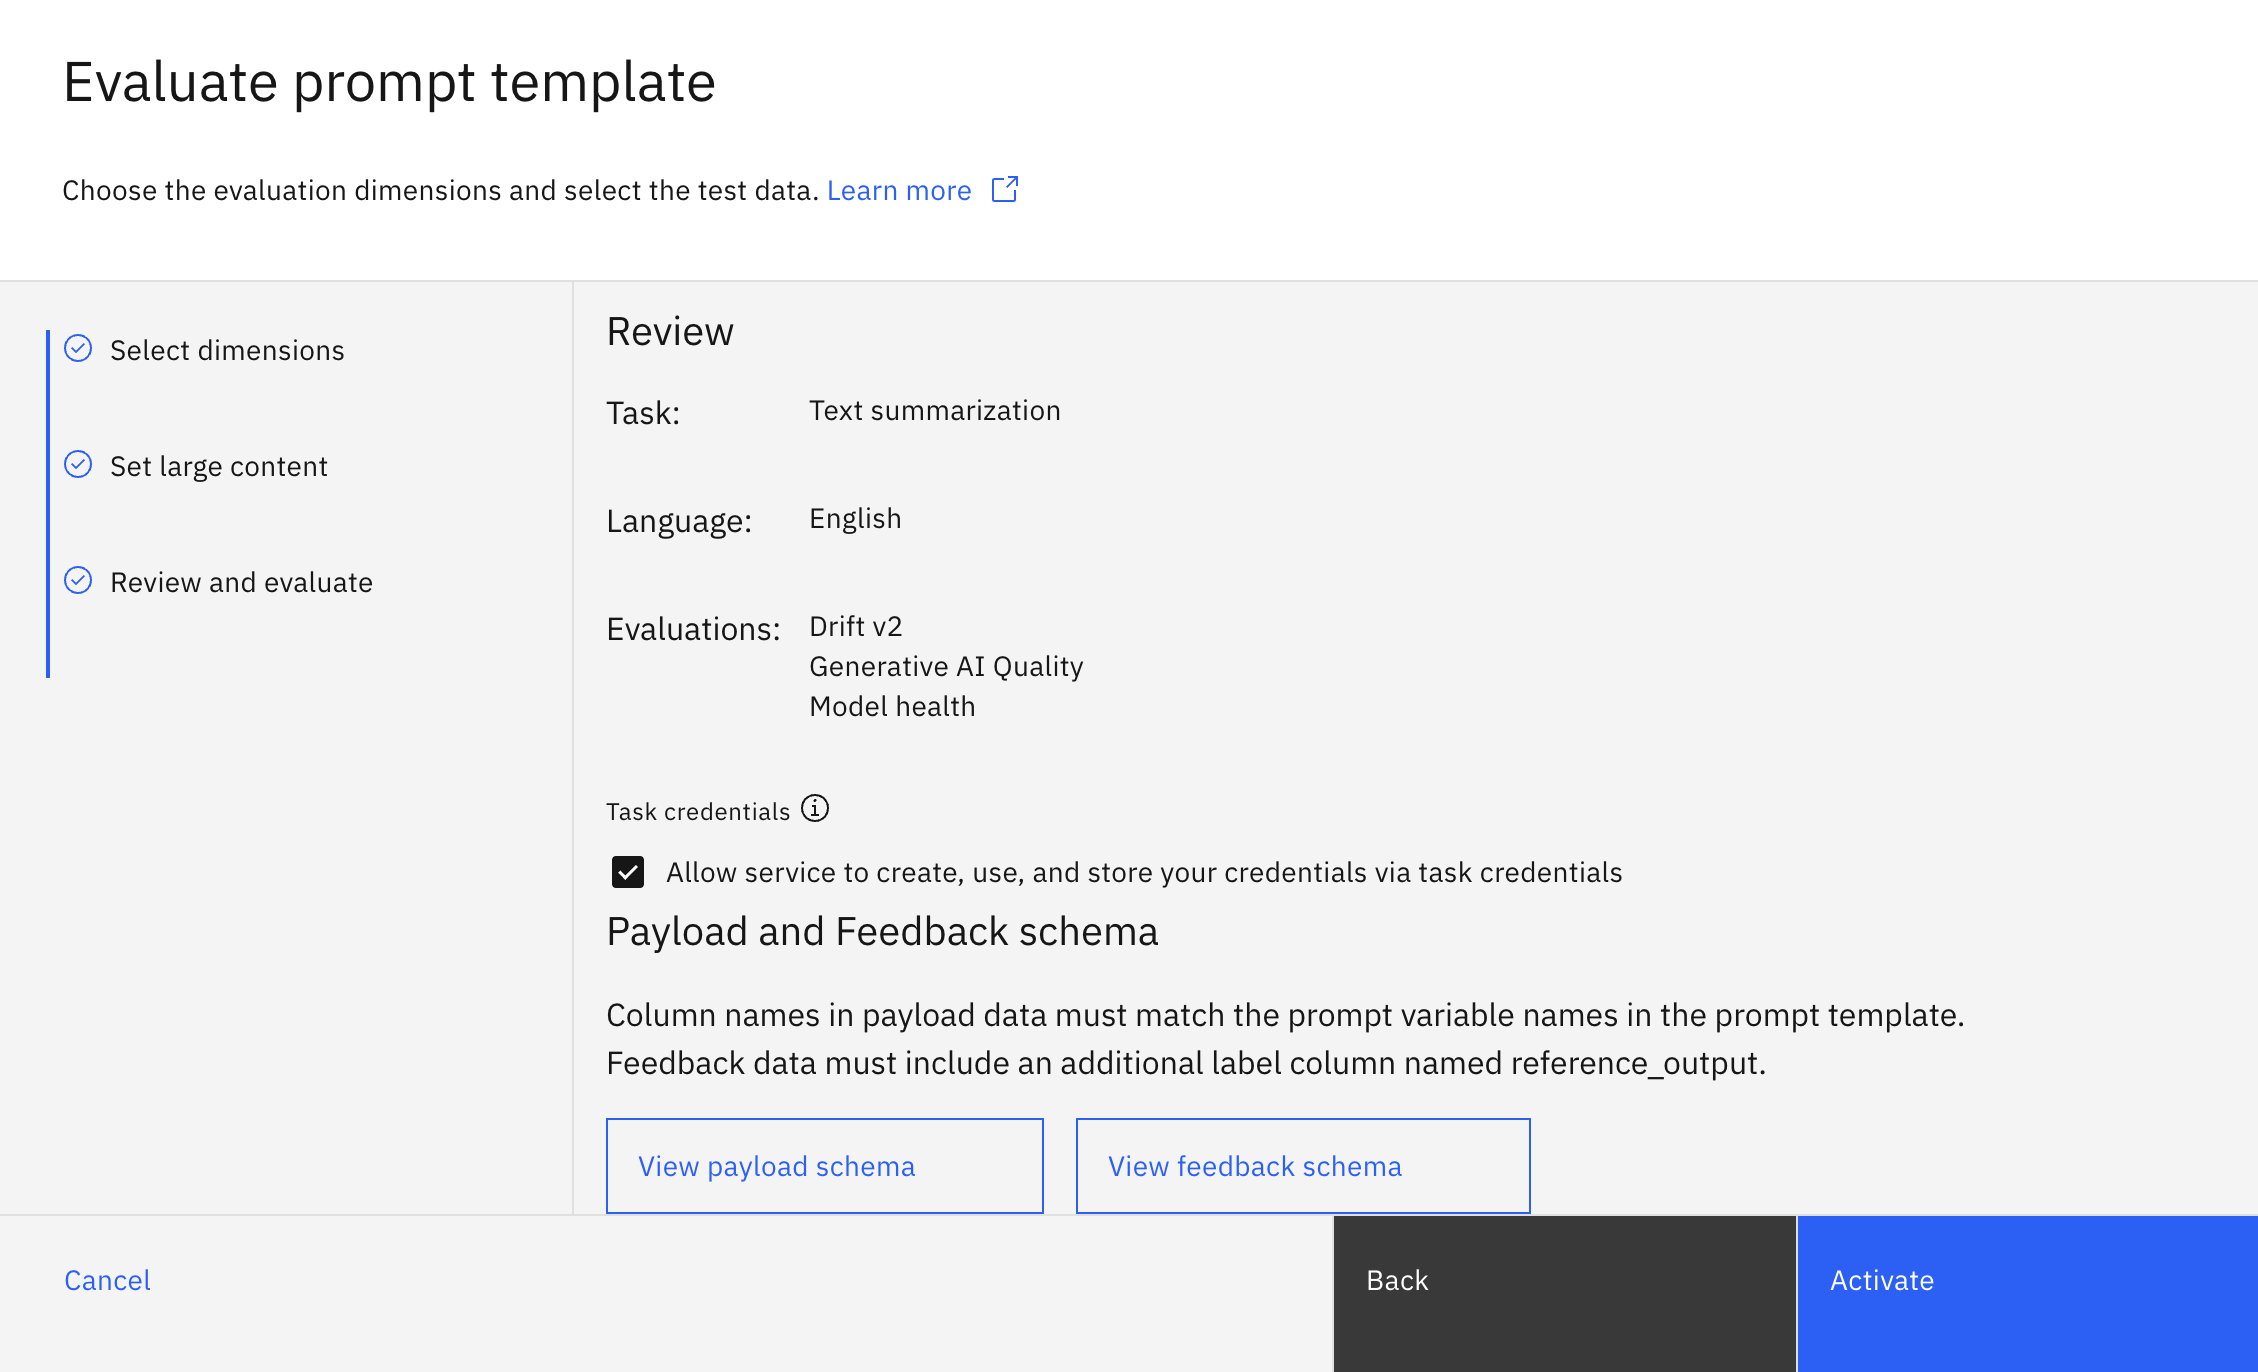 Evaluate prompt template
Choose the evaluation dimensions and select the test data. Learn more
Select dimensions
Set large content
Review and evaluate
Review
Task: Text summarization
Language: English
Evaluations: Drift v2
Generative AI Quality
Model health
Task credentials
Allow service to create, use, and store your credentials via task credentials
Payload and Feedback schema
Column names in payload data must match the prompt variable names in the prompt template.
Feedback data must include an additional label column named reference_output.
View payload schema View feedback schema
Cancel Back Activate